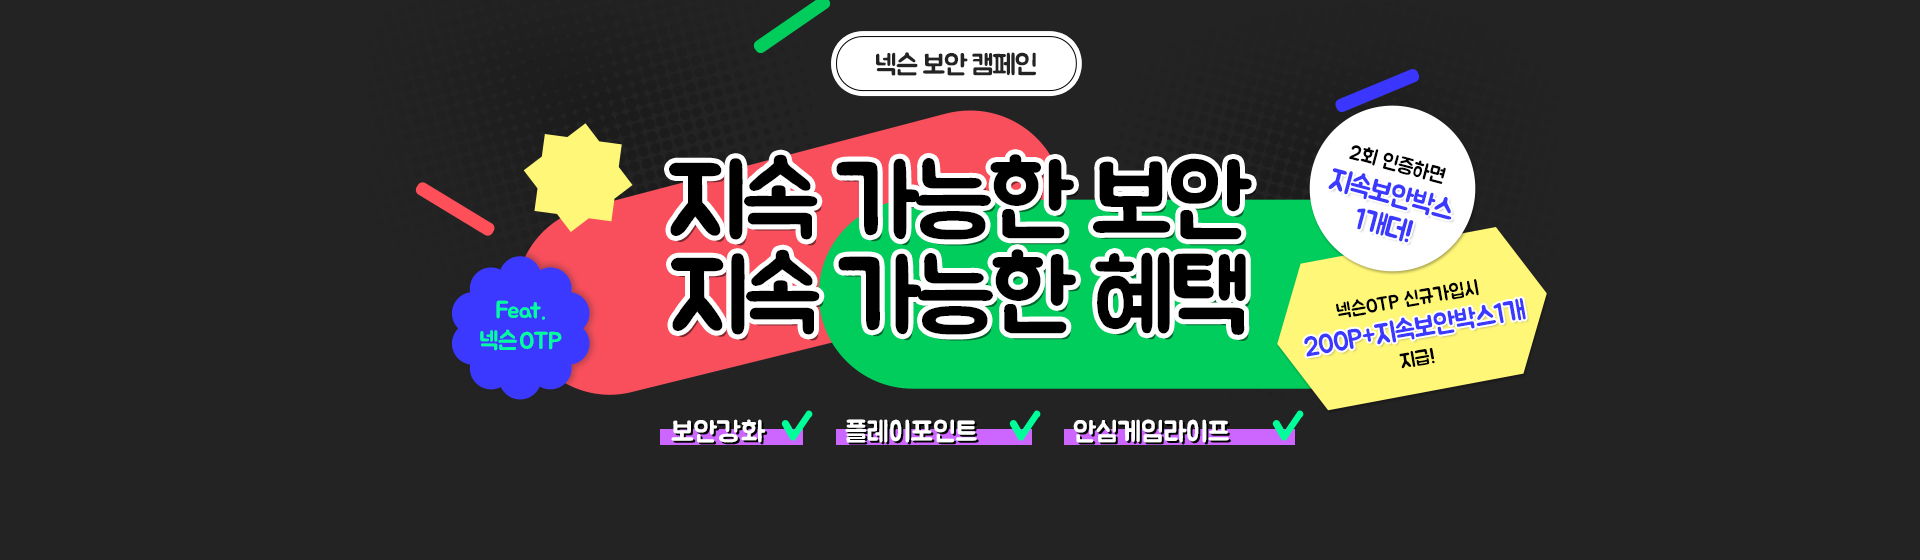 넥슨 보안 캠페인
지속 가능한 보안
지속 가능한 혜택
Feat.
넥슨OTP
2회 인증하면
지속보안박스
1개더!
넥슨OTP 신규가입시
200P+지속보안박스1개
지급!
보안강화
플레이포인트
안심게임라이프